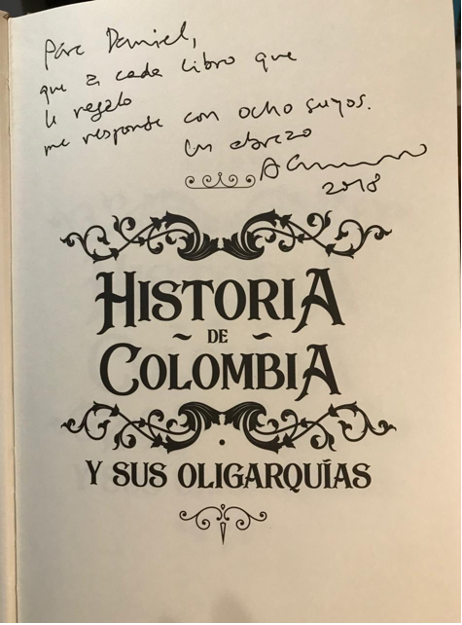 Para Daniel,
que a cada libro que
le regalo
me responde con ocho suyos.
Un abrazo
2018
HISTORIA
DE
COLOMBIA
Y SUS OLIGARQUÍAS